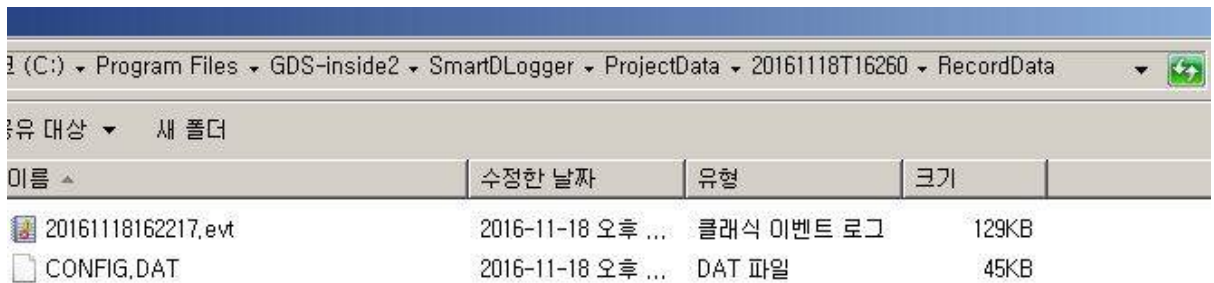 (C:) ▾ Program Files ▾ GDS-inside2 ▾ SmartDLogger ▾ ProjectData ▾ 20161118T16260 ▾ RecordData
대상 ▾ 새 폴더
이름 수정한 날짜 유형 크기
20161118162217.evt 2016-11-18 오후 ... 클래식 이벤트 로그 129KB
CONFIG.DAT 2016-11-18 오후 ... DAT 파일 45KB